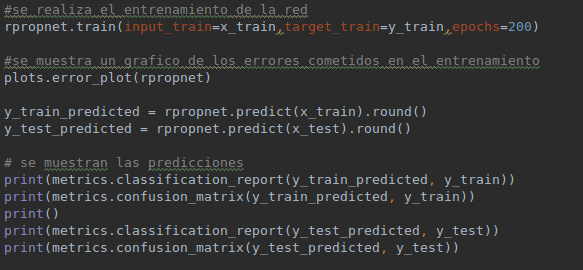 #se realiza el entrenamiento de la red
rpropnet.train(input_train=x_train,target_train=y_train,epochs=200)
#se muestra un grafico de los errores cometidos en el entrenamiento
plots.error_plot(rpropnet)
y_train_predicted = rpropnet.predict(x_train).round()
y_test_predicted = rpropnet.predict(x_test).round()
# se muestran las predicciones
print(metrics.classification_report(y_train_predicted, y_train))
print(metrics.confusion_matrix(y_train_predicted, y_train))
print()
print(metrics.classification_report(y_test_predicted, y_test))
print(metrics.confusion_matrix(y_test_predicted, y_test))